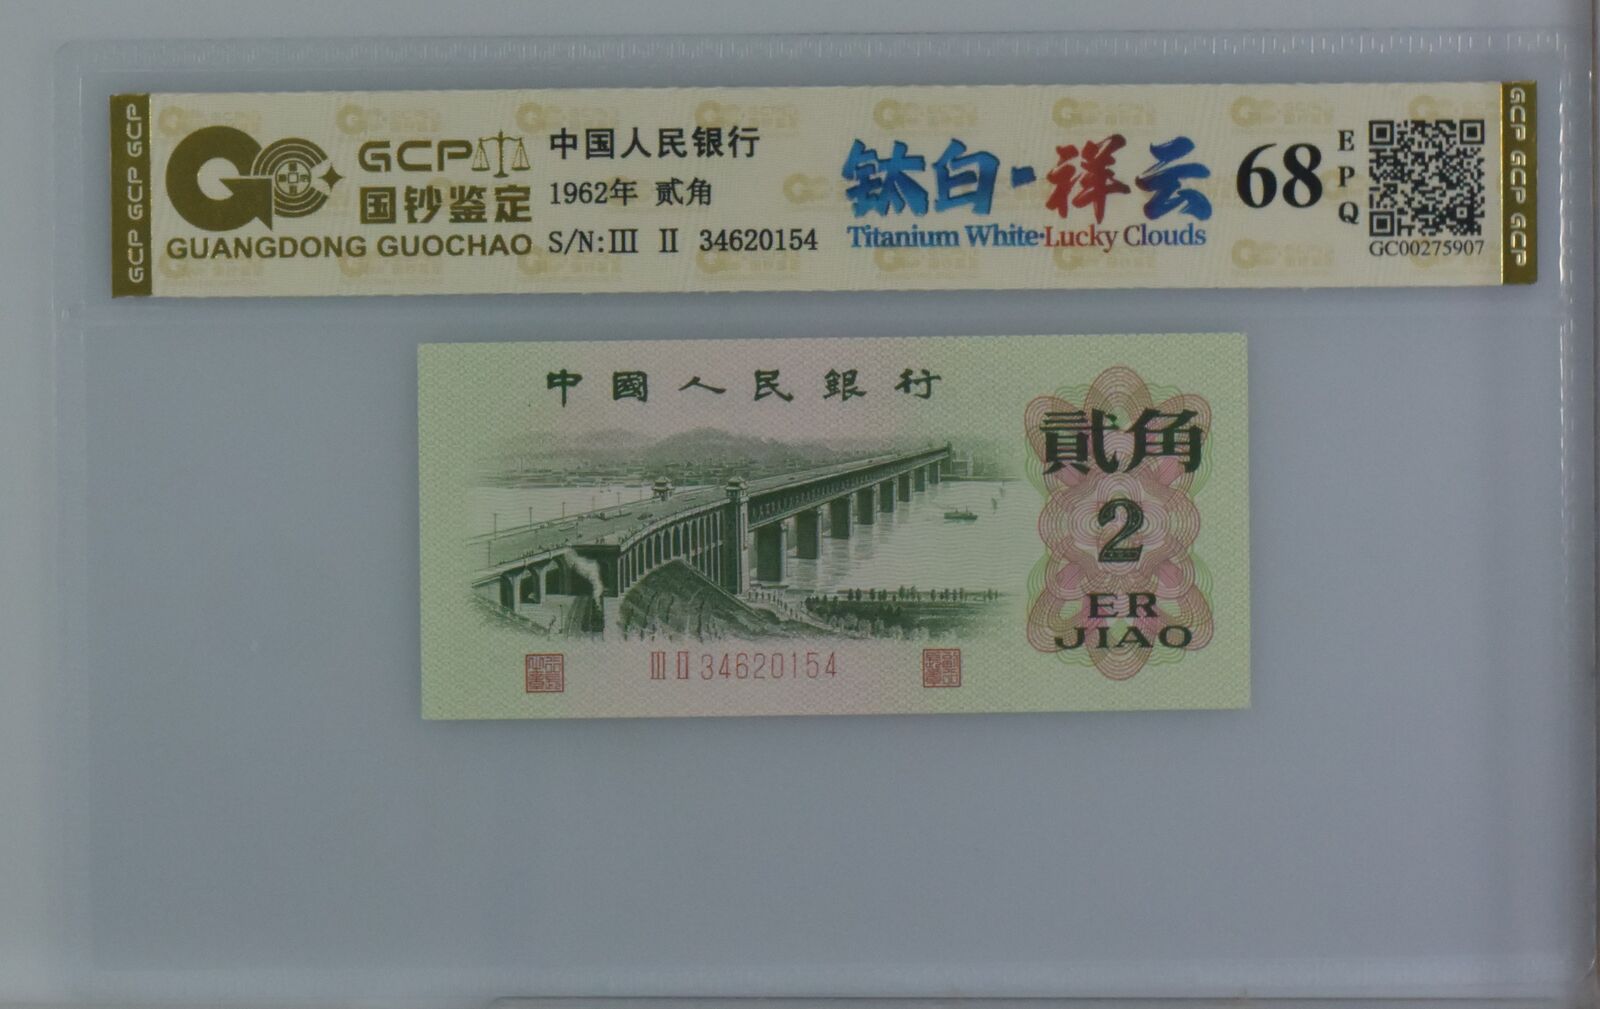 GCP GCP GCP
GCP
国钞鉴定
GUANGDONG GUOCHAO
中国人民银行
1962年 贰角
S/N:Ⅲ Ⅱ 34620154
钛白·祥云
Titanium White·Lucky Clouds
68
EPQ
GC00275907
GCP GCP GCP
中國人民銀行
貳角
2
ER
JIAO
Ⅲ Ⅱ 34620154